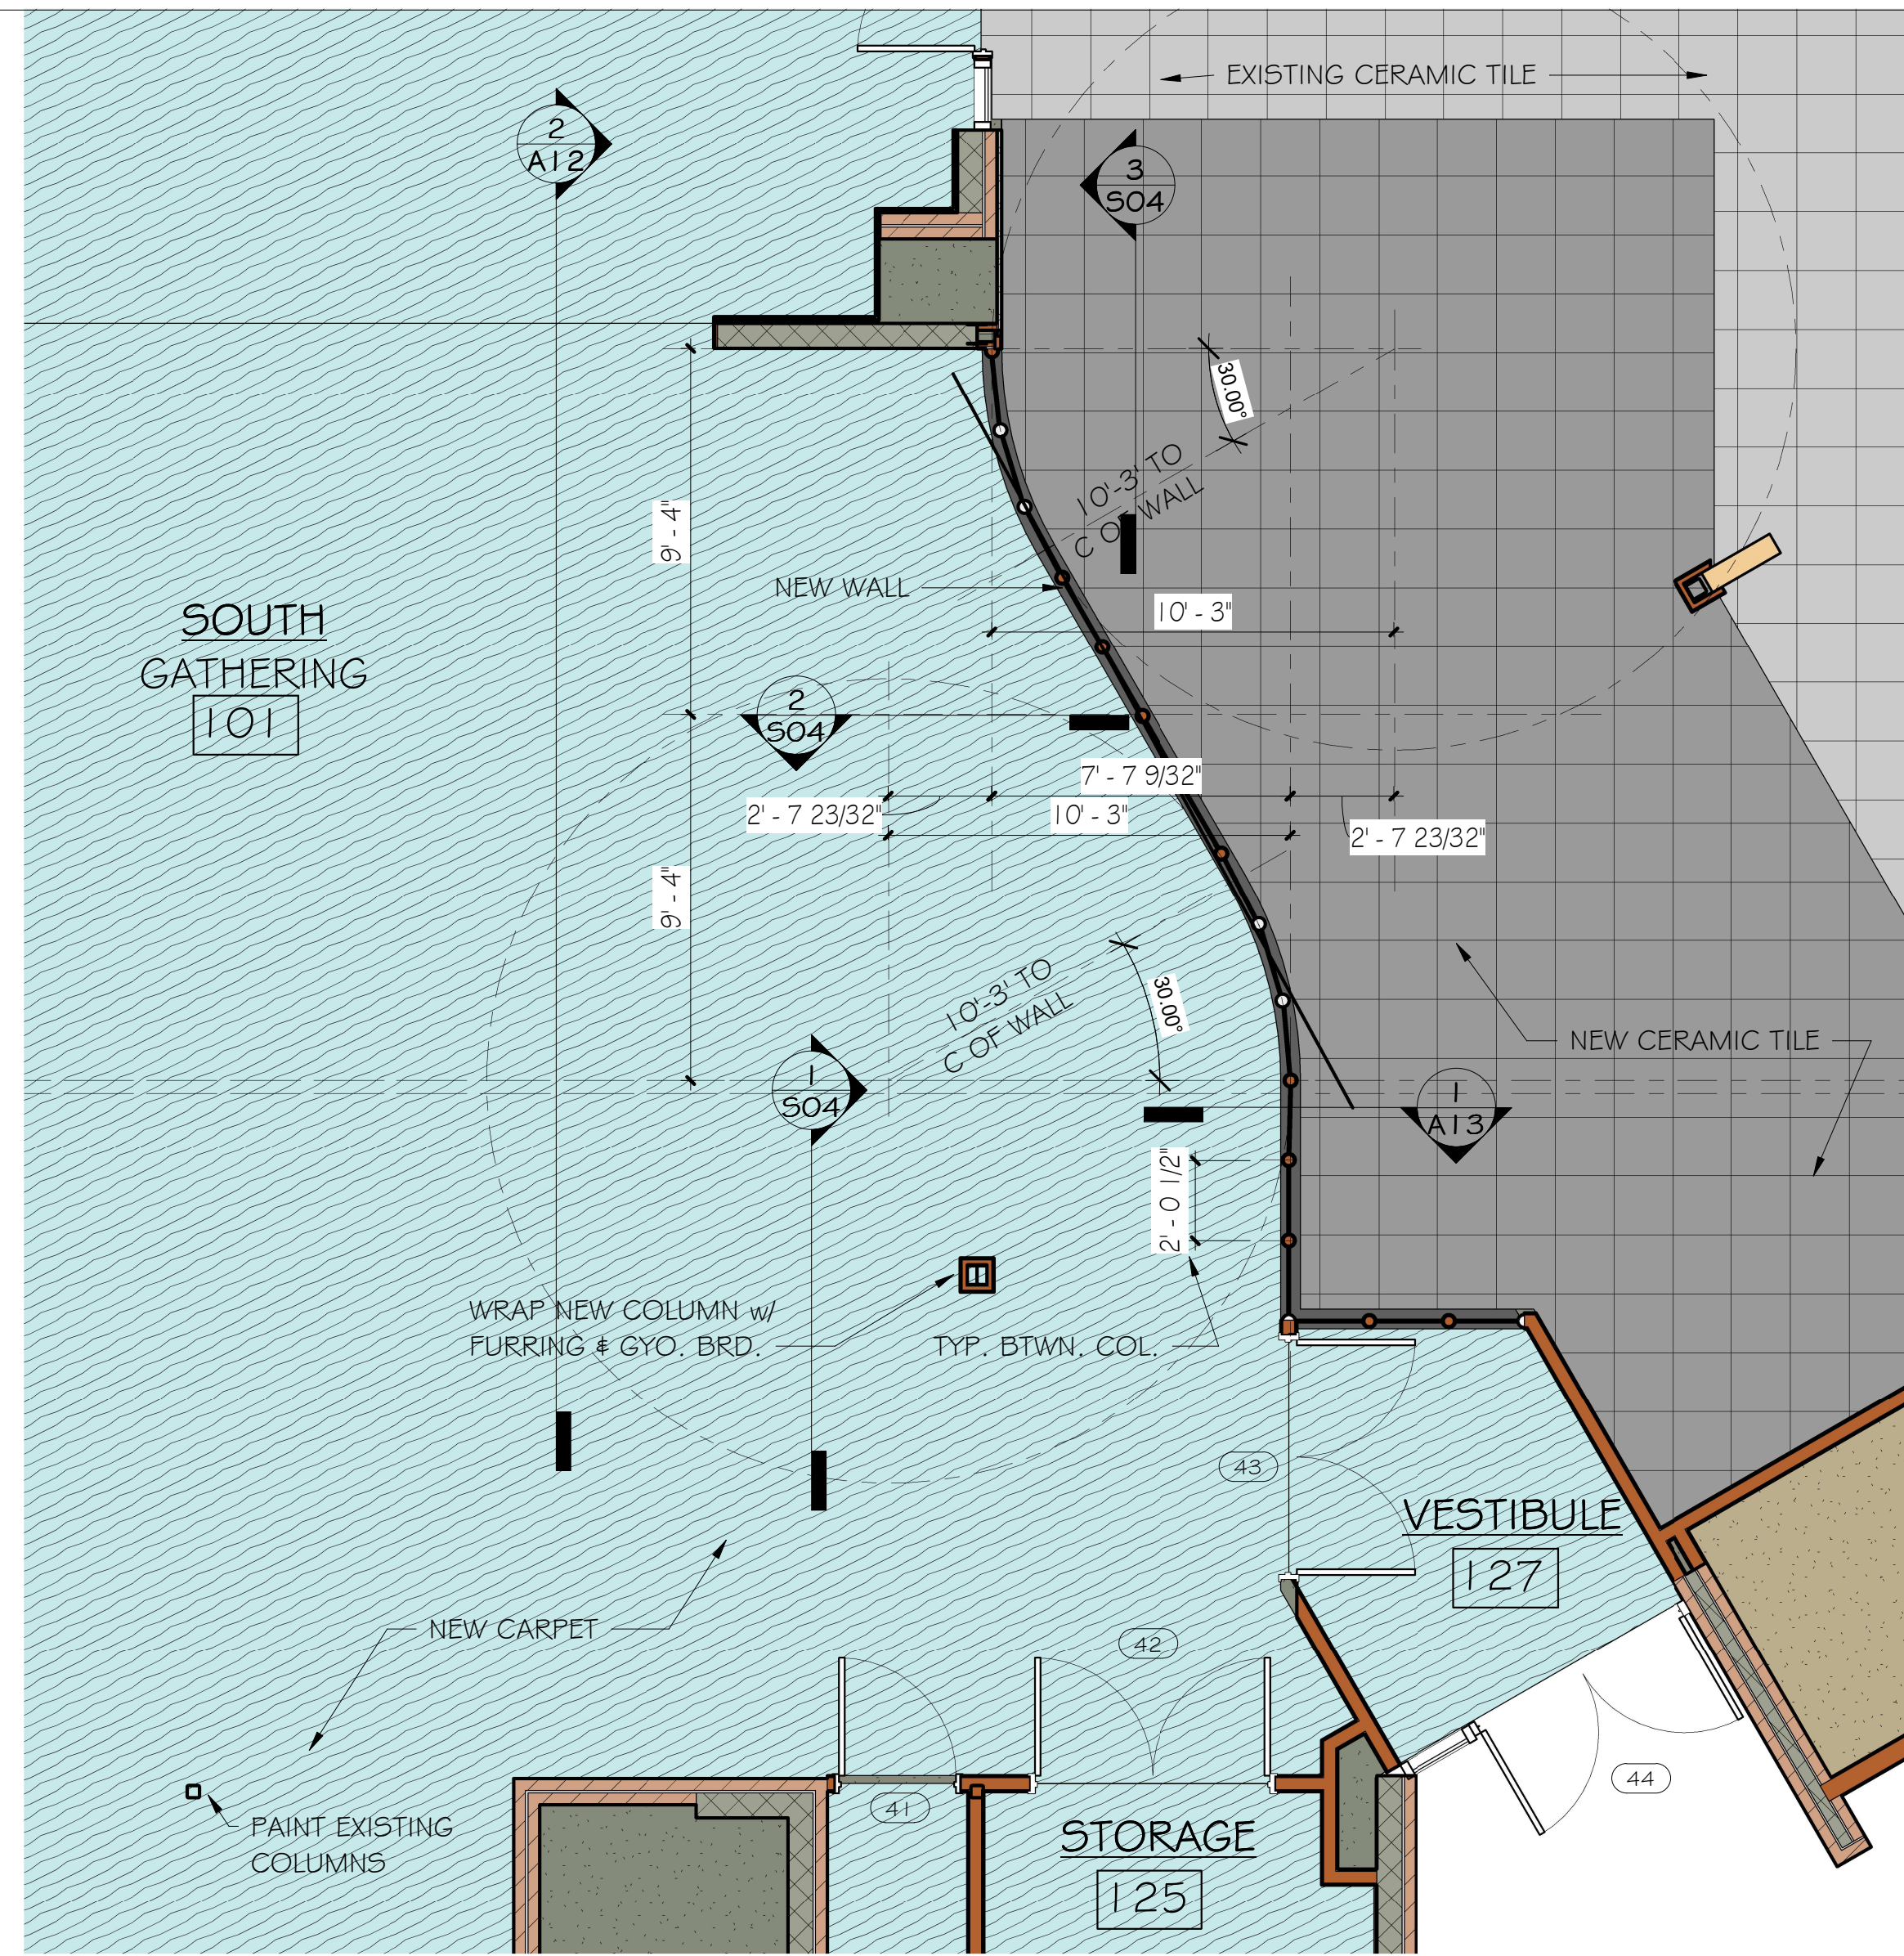 EXISTING CERAMIC TILE
2
A12
3
S04
30.00°
10'-3' TO
C OF WALL
9' - 4"
NEW WALL
10' - 3"
SOUTH
GATHERING
101
2
S04
7' - 7 9/32"
2' - 7 23/32"
10' - 3"
2' - 7 23/32"
9' - 4"
10'-3' TO
C OF WALL
30.00°
NEW CERAMIC TILE
1
S04
1
A13
2' - 0 1/2"
WRAP NEW COLUMN w/
FURRING & GYO. BRD.
TYP. BTWN. COL.
43
VESTIBULE
127
NEW CARPET
42
44
41
PAINT EXISTING
COLUMNS
STORAGE
125